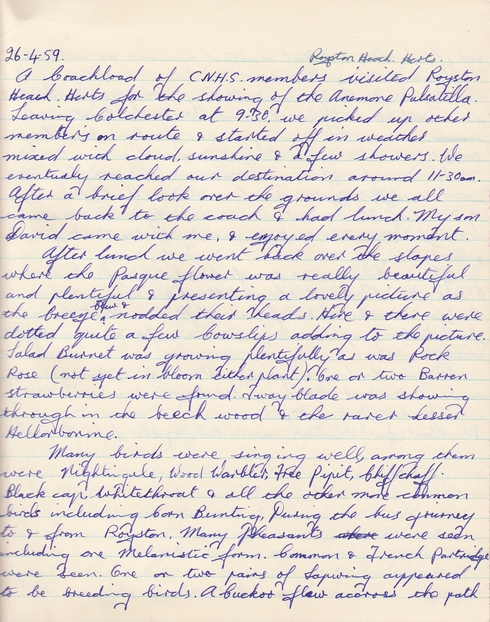 26-4-59. Royston Heath. Herts.
A Coachload of C.N.H.S. members visited Royston
Heath. Herts for the showing of the Anemone Pulsatilla.
Leaving Colchester at 9.30, we picked up other
members on route & started off in weather
mixed with cloud, sunshine & a few showers. We
eventually reached our destination around 11-30am.
After a brief look over the grounds we all
came back to the coach & had lunch. My son
David came with me, & enjoyed every moment.
After lunch we went back over the slopes
where the Pasque flower was really beautiful
and plentiful & presenting a lovely picture as
the breeze blew & nodded their heads. Here & there were
dotted quite a few Cowslips adding to the picture.
Salad Burnet was growing plentifully as was Rock
Rose (not yet in bloom either plant). One or two Barren
strawberries were found. Twayblade was showing
through in the beech wood & the rarer Lesser
Hellorbonine.
Many birds were singing well, among them
were Nightingale, Wood Warbler, Tree Pipit, Chiffchaff.
Black cap, Whitethroat & all the other more common
birds including Corn Bunting, During the bus journey
to & from Royston, Many Pheasants were seen
including one Melanistic form. Common & French Partridge
were seen. One or two pairs of Lapwing appeared
to be breeding birds. A Cuckoo flew accross the path